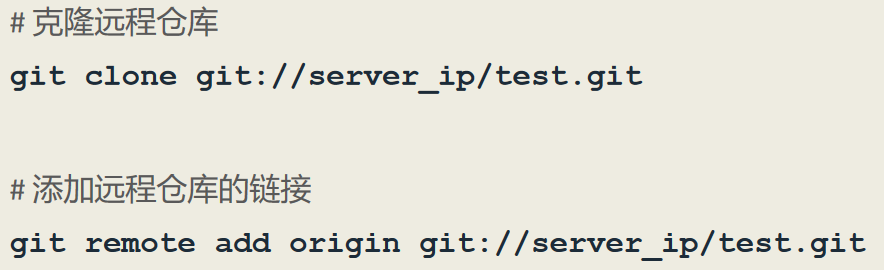 # 克隆远程仓库
git clone git://server_ip/test.git
# 添加远程仓库的链接
git remote add origin git://server_ip/test.git